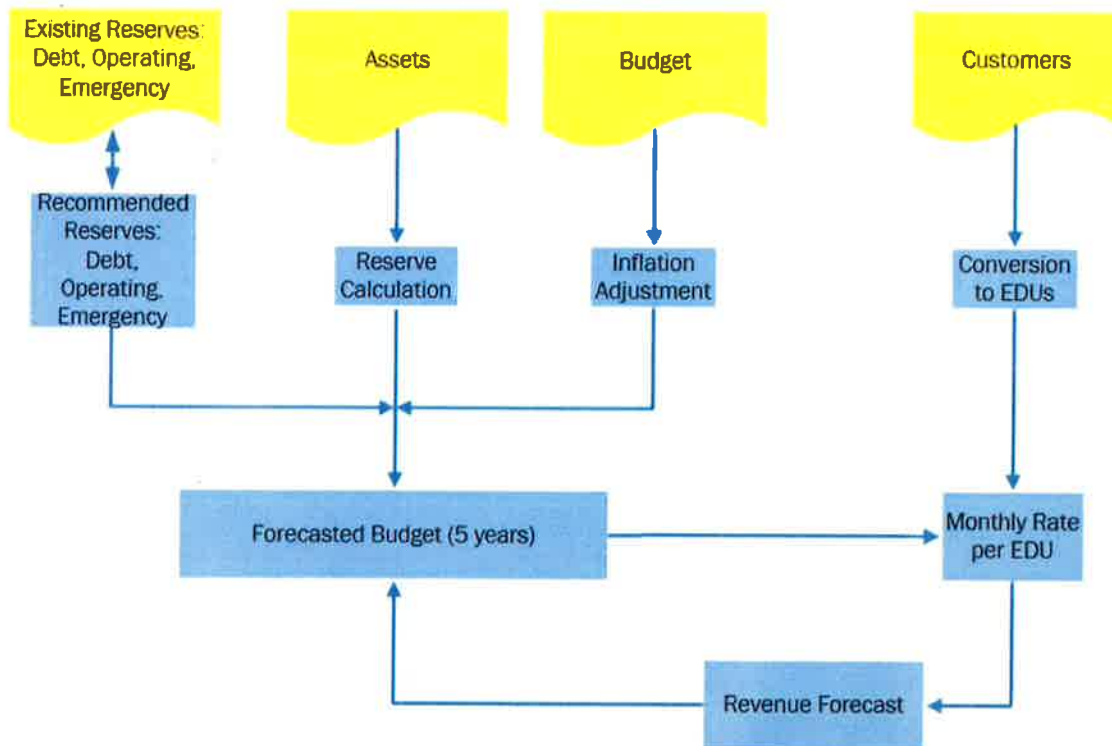 Existing Reserves:
Debt, Operating,
Emergency
Assets
Budget
Customers
Recommended
Reserves:
Debt,
Operating,
Emergency
Reserve
Calculation
Inflation
Adjustment
Conversion
to EDUs
Forecasted Budget (5 years)
Monthly Rate
per EDU
Revenue Forecast